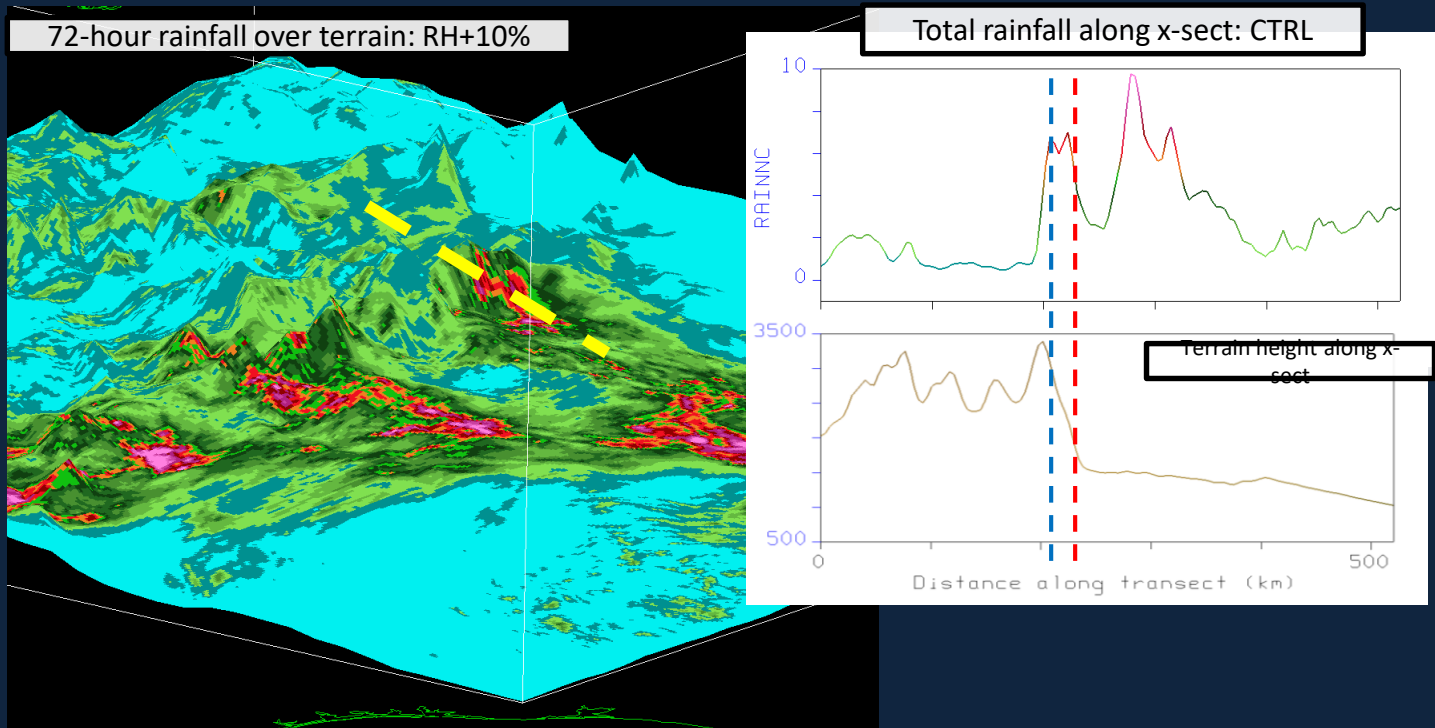 72-hour rainfall over terrain: RH+10%
Total rainfall along x-sect: CTRL
10
RAINNC
0
3500
Terrain height along x-
sect
500
0
500
Distance along transect (km)